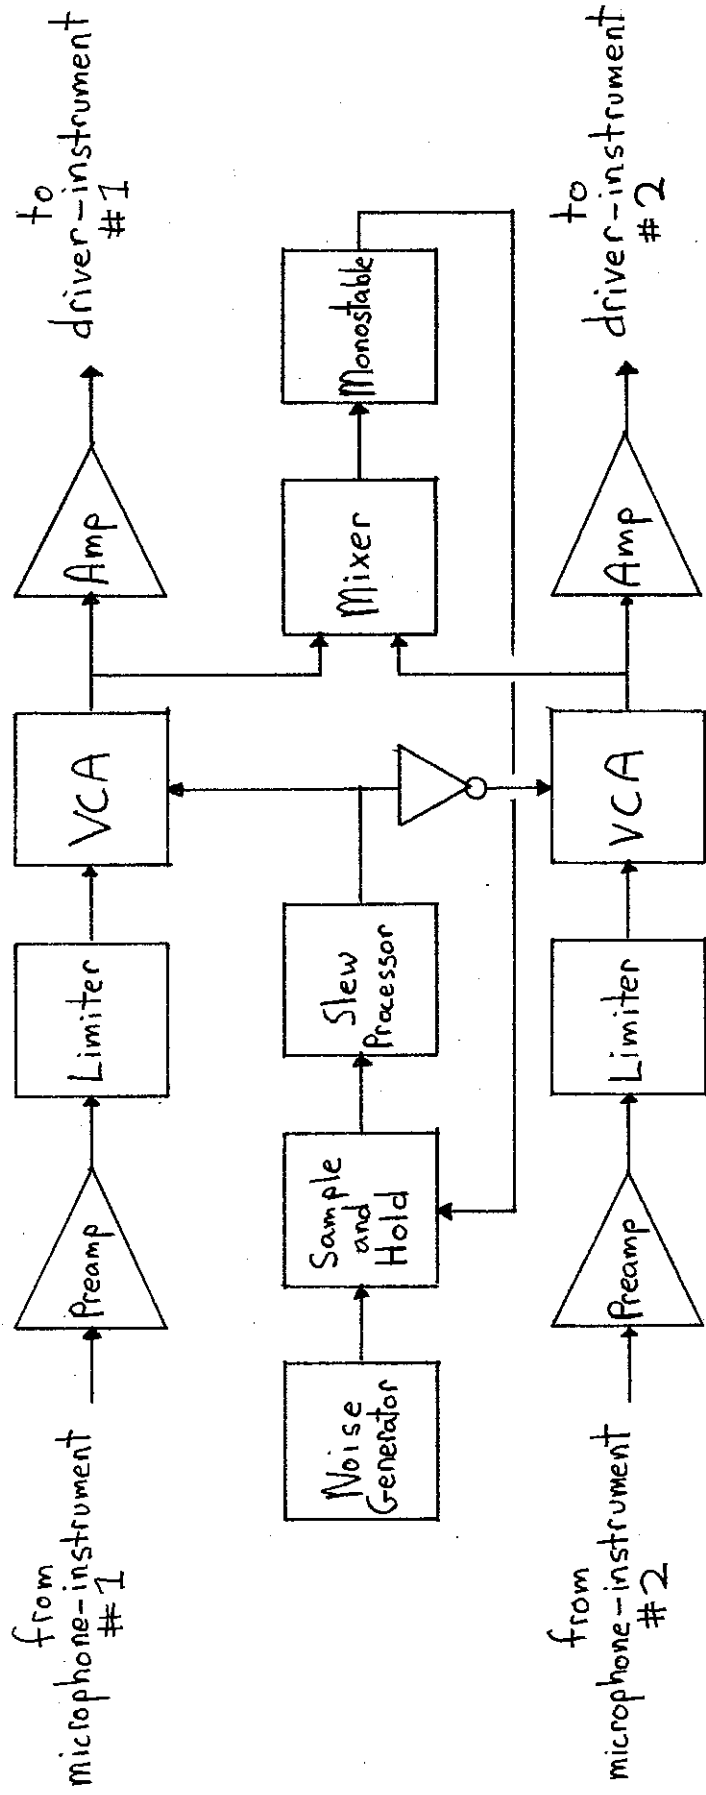 from
microphone-instrument
#1
Preamp
Limiter
VCA
Amp
to
driver-instrument
#1
Noise
Generator
Sample
and
Hold
Slew
Processor
Mixer
Monostable
from
microphone-instrument
#2
Preamp
Limiter
VCA
Amp
to
driver-instrument
#2